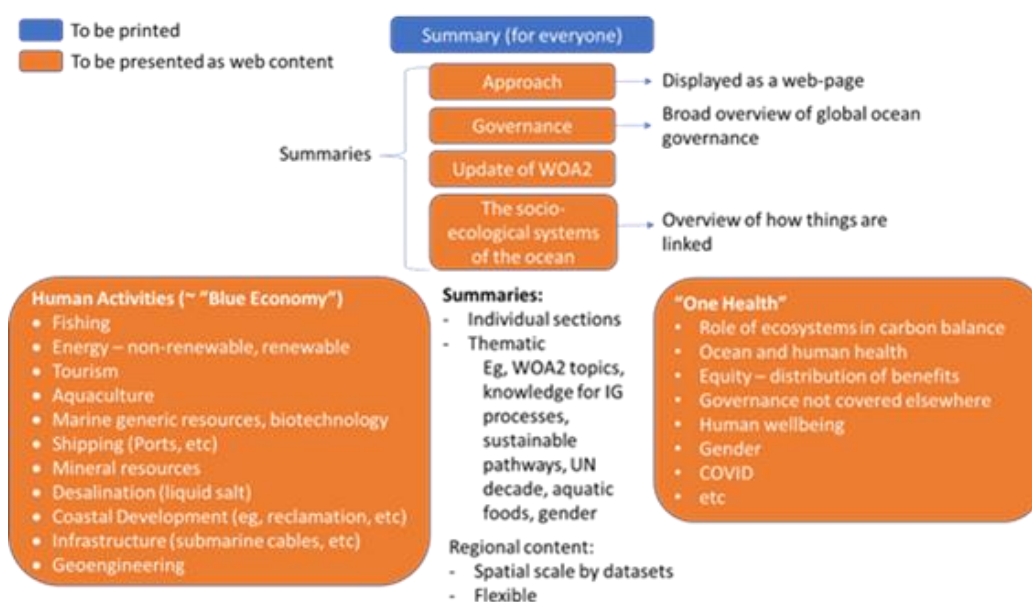 To be printed
To be presented as web content
Summary (for everyone)
Summaries
Approach
Displayed as a web-page
Governance
Broad overview of global ocean
governance
Update of WOA2
The socio-
ecological systems
of the ocean
Overview of how things are
linked
Human Activities (~ "Blue Economy")
• Fishing
• Energy – non-renewable, renewable
• Tourism
• Aquaculture
• Marine generic resources, biotechnology
• Shipping (Ports, etc)
• Mineral resources
• Desalination (liquid salt)
• Coastal Development (eg, reclamation, etc)
• Infrastructure (submarine cables, etc)
• Geoengineering
Summaries:
- Individual sections
- Thematic
Eg, WOA2 topics,
knowledge for IG
processes,
sustainable
pathways, UN
decade, aquatic
foods, gender
Regional content:
- Spatial scale by datasets
- Flexible
"One Health"
• Role of ecosystems in carbon balance
• Ocean and human health
• Equity – distribution of benefits
• Governance not covered elsewhere
• Human wellbeing
• Gender
• COVID
• etc